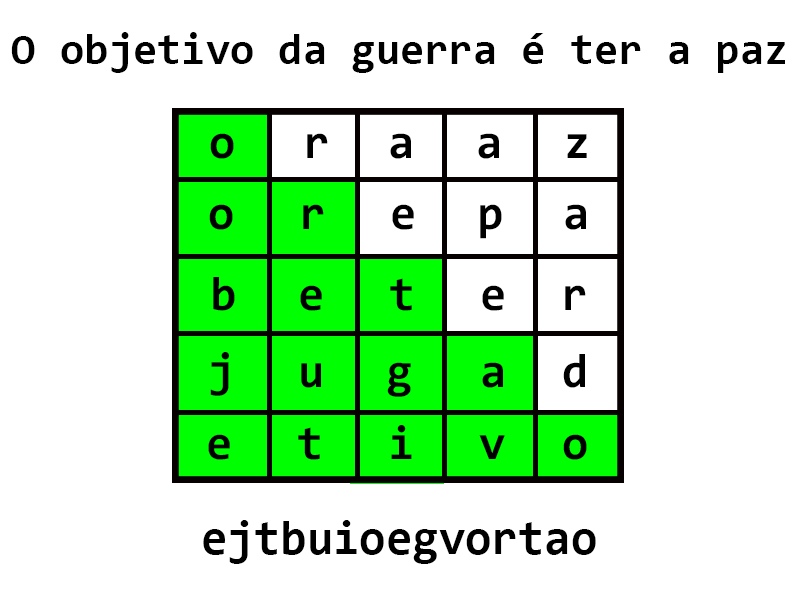 O objetivo da guerra é ter a paz
o r a a z
o r e p a
b e t e r
j u g a d
e t i v o
ejtbuioegvortao